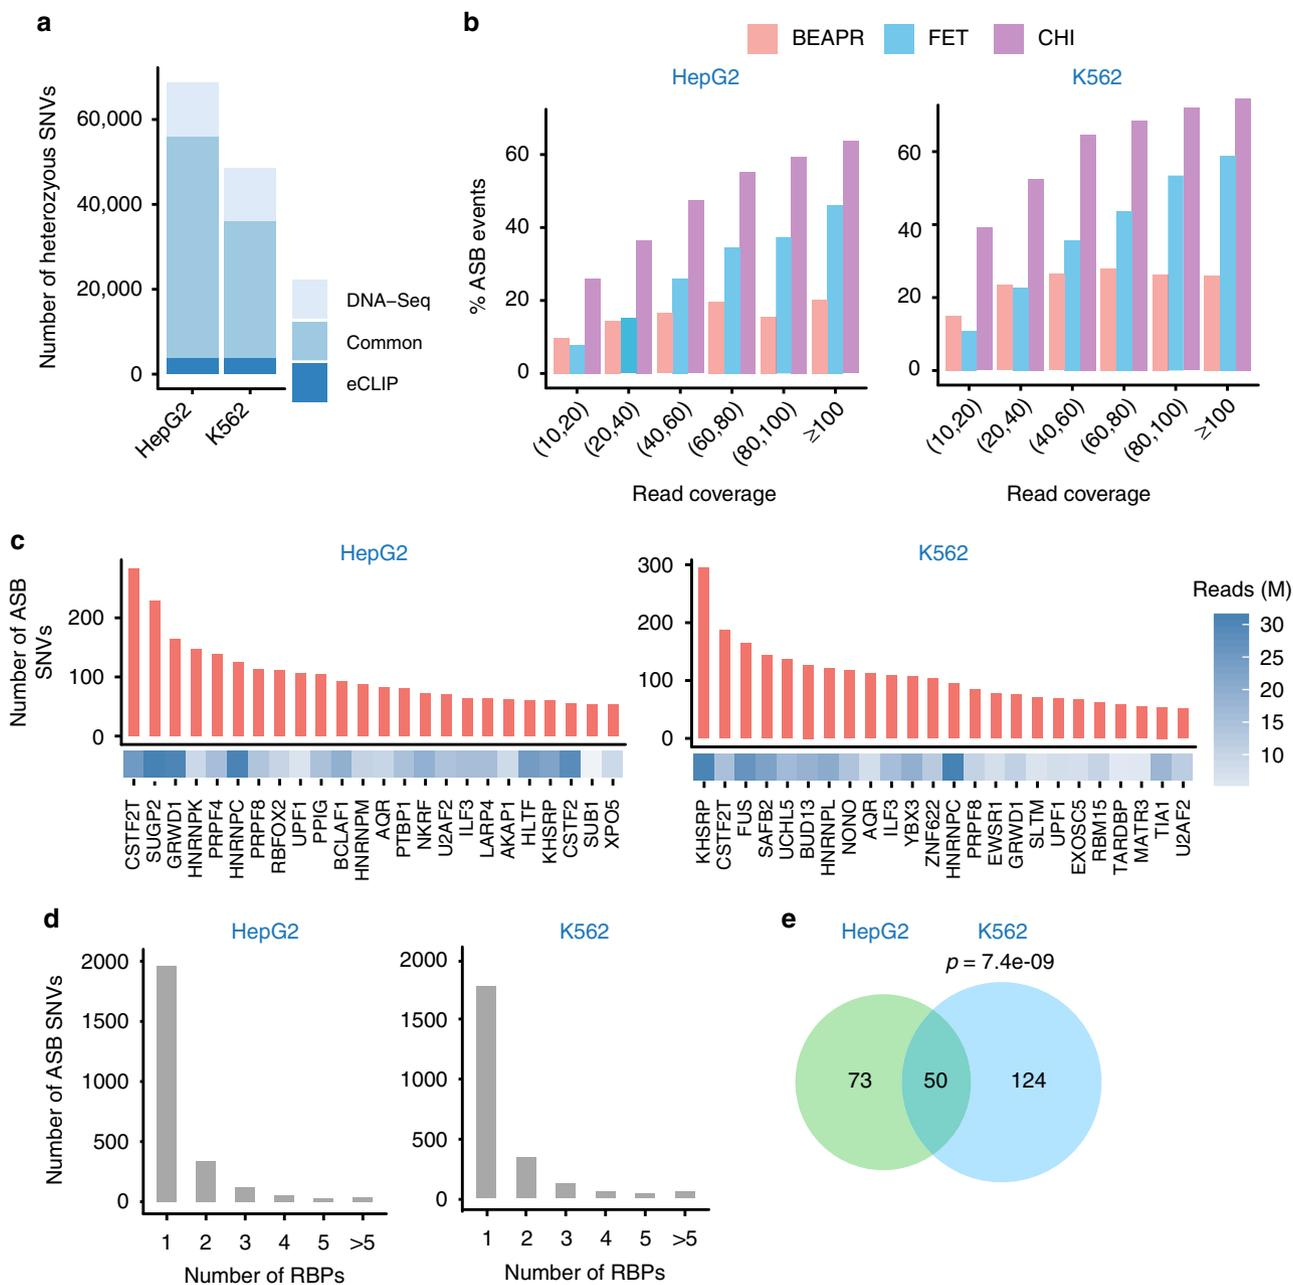 a
Number of heterozyous SNVs
60,000
40,000
20,000
0
HepG2
K562
DNA–Seq
Common
eCLIP
b
BEAPR
FET
CHI
HepG2
% ASB events
60
40
20
0
(10,20)
(20,40)
(40,60)
(60,80)
(80,100)
≥100
Read coverage
K562
60
40
20
0
(10,20)
(20,40)
(40,60)
(60,80)
(80,100)
≥100
Read coverage
c
HepG2
Number of ASB
SNVs
200
100
0
CSTF2T
SUGP2
GRWD1
HNRNPK
PRPF4
HNRNPC
PRPF8
RBFOX2
UPF1
PPIG
BCLAF1
HNRNPM
AQR
PTBP1
NKRF
U2AF2
ILF3
LARP4
AKAP1
HLTF
KHSRP
CSTF2
SUB1
XPO5
K562
300
200
100
0
KHSRP
CSTF2T
FUS
SAFB2
UCHL5
BUD13
HNRNPL
NONO
AQR
ILF3
YBX3
ZNF622
HNRNPC
PRPF8
EWSR1
GRWD1
SLTM
UPF1
EXOSC5
RBM15
TARDBP
MATR3
TIA1
U2AF2
Reads (M)
30
25
20
15
10
d
HepG2
Number of ASB SNVs
2000
1500
1000
500
0
1 2 3 4 5 >5
Number of RBPs
K562
2000
1500
1000
500
0
1 2 3 4 5 >5
Number of RBPs
e
HepG2
K562
p = 7.4e-09
73
50
124